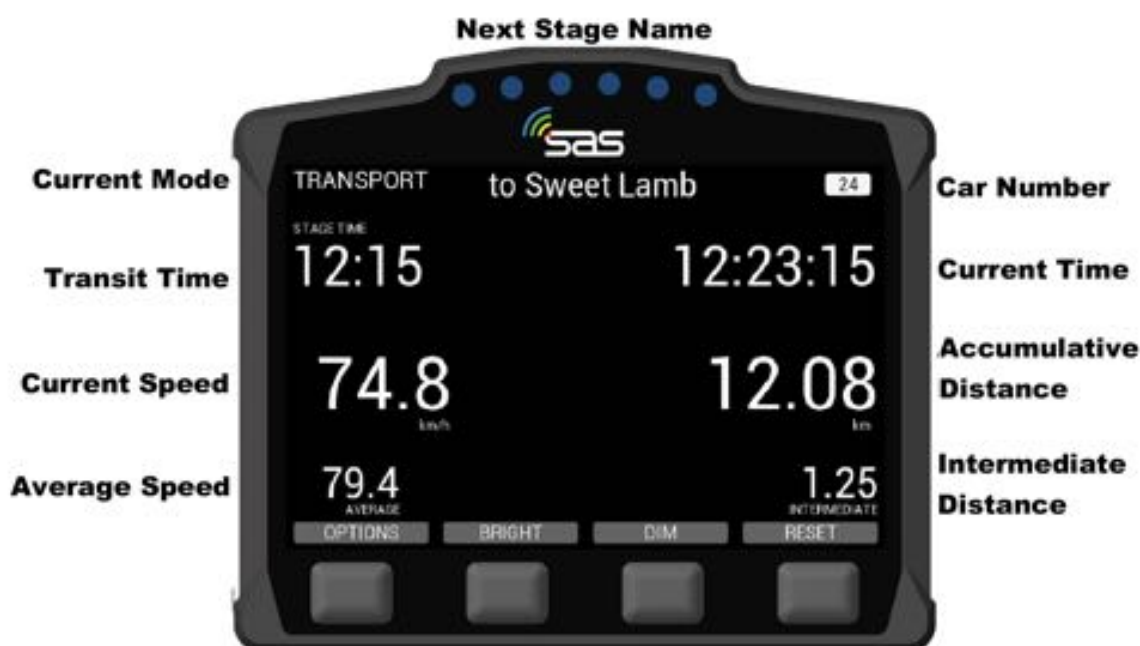 Next Stage Name
sas
Current Mode
TRANSPORT
to Sweet Lamb
24
Car Number
STAGE TIME
Transit Time
12:15
12:23:15
Current Time
Current Speed
74.8
km/h
12.08
km
Accumulative
Distance
Average Speed
79.4
AVERAGE
1.25
INTERMEDIATE
Intermediate
Distance
OPTIONS
BRIGHT
DIM
RESET